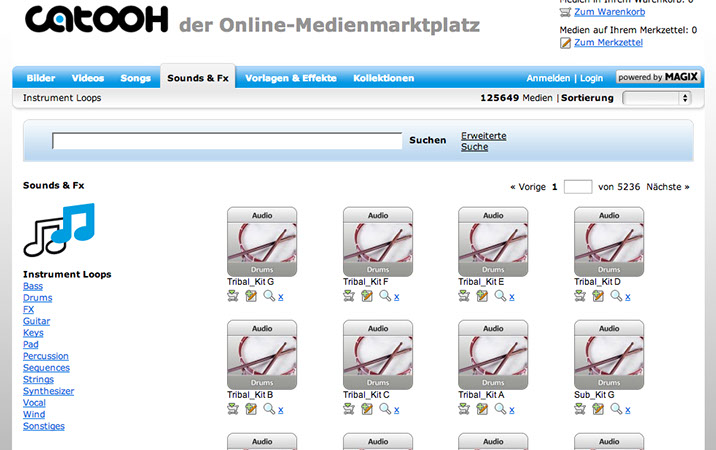 Medien in Ihrem Warenkorb: 0
Zum Warenkorb
Medien auf Ihrem Merkzettel: 0
Zum Merkzettel
CATOOH der Online-Medienmarktplatz
Bilder Videos Songs Sounds & Fx Vorlagen & Effekte Kollektionen Anmelden | Login powered by MAGIX
Instrument Loops 125649 Medien | Sortierung
Suchen Erweiterte
Suche
Sounds & Fx « Vorige 1 von 5236 Nächste »
Audio Audio Audio Audio
Drums Drums Drums Drums
Tribal_Kit G Tribal_Kit F Tribal_Kit E Tribal_Kit D
x x x x
Instrument Loops
Bass
Drums
FX
Guitar
Keys
Pad
Percussion
Sequences
Strings
Synthesizer
Vocal
Wind
Sonstiges
Audio Audio Audio Audio
Drums Drums Drums Drums
Tribal_Kit B Tribal_Kit C Tribal_Kit A Sub_Kit G
x x x x
Audio Audio Audio Audio